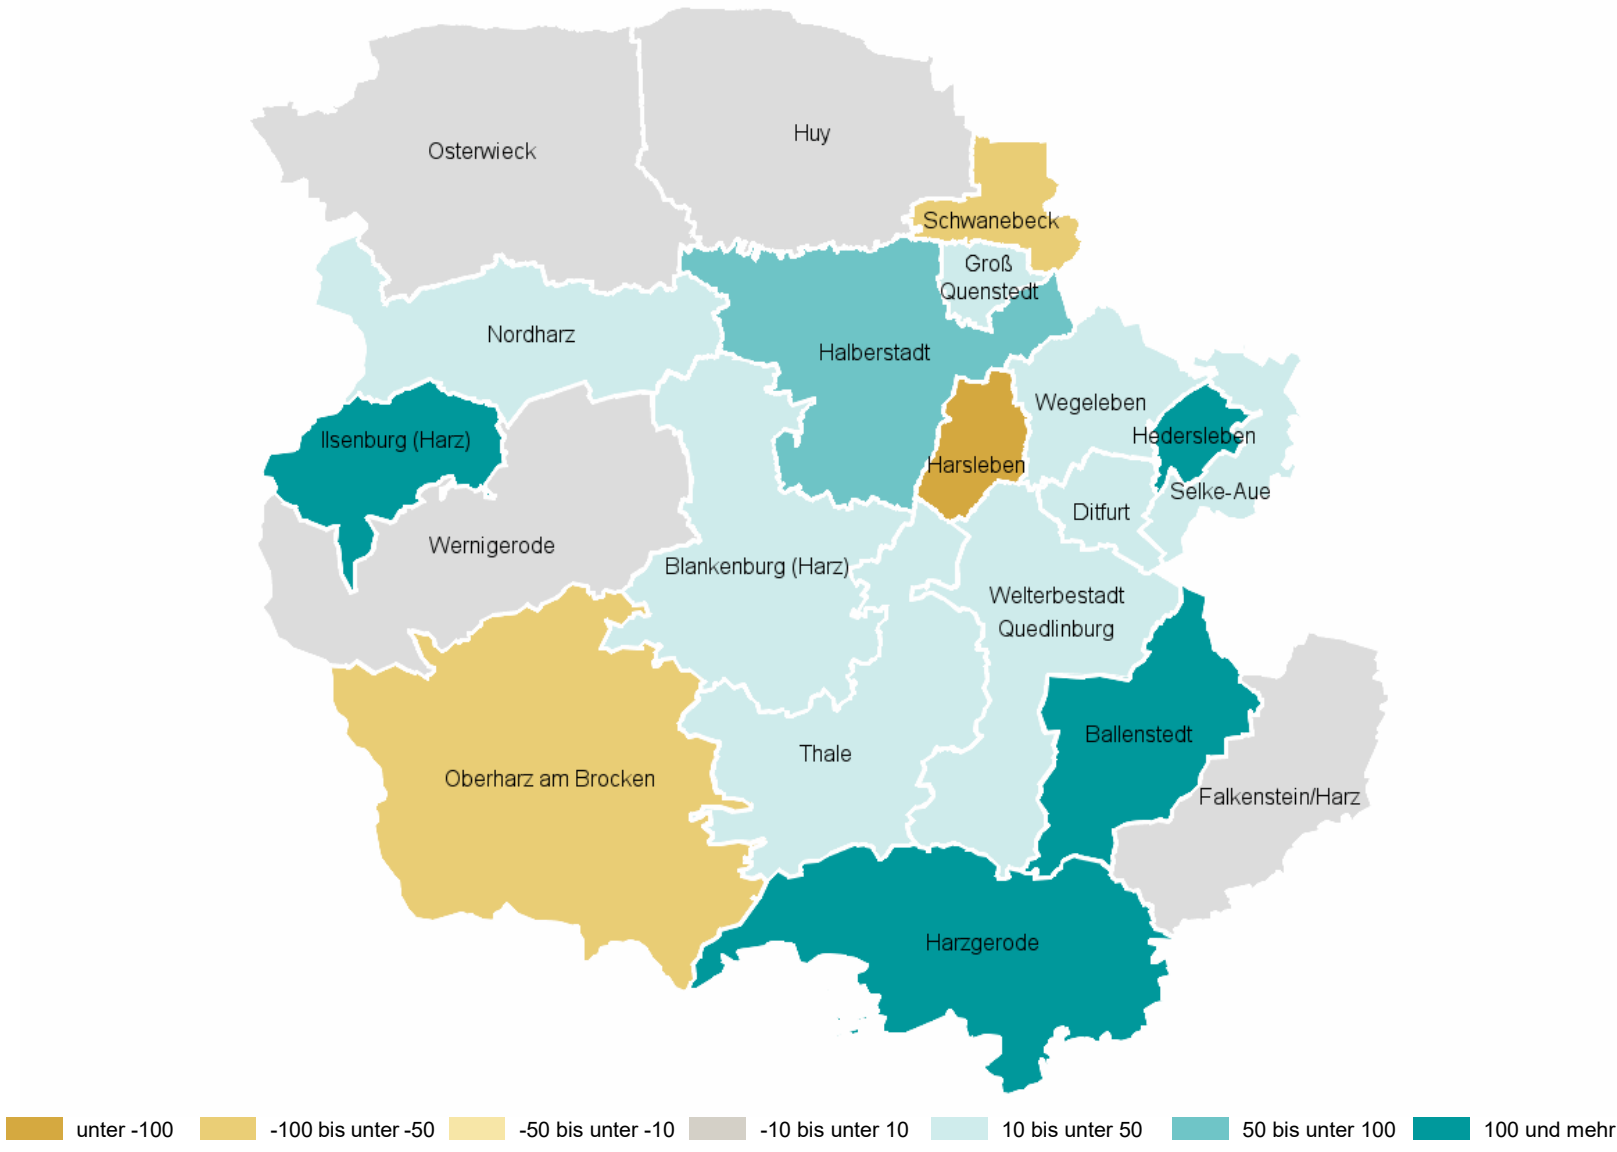 Huy
Osterwieck
Schwanebeck
Groß
Quenstedt
Nordharz
Halberstadt
Wegeleben
Hedersleben
Ilsenburg (Harz)
Harsleben
Selke-Aue
Ditfurt
Wernigerode
Blankenburg (Harz)
Welterbestadt
Quedlinburg
Ballenstedt
Thale
Oberharz am Brocken
Falkenstein/Harz
Harzgerode
unter -100
-100 bis unter -50
-50 bis unter -10
-10 bis unter 10
10 bis unter 50
50 bis unter 100
100 und mehr